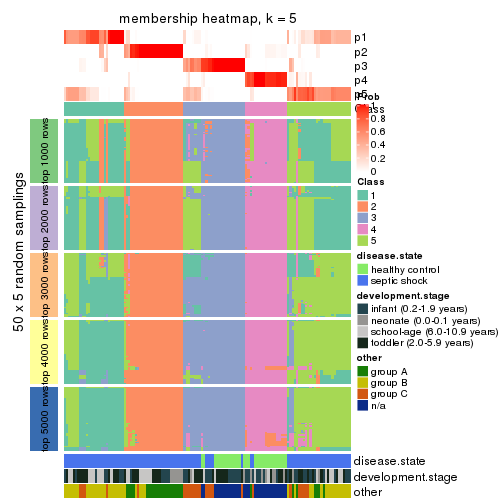 membership heatmap, k = 5
p1
p2
p3
p4
p5
Class
Prob
1
0.8
0.6
0.4
0.2
0
Class
1
2
3
4
5
disease.state
healthy control
septic shock
development.stage
infant (0.2-1.9 years)
neonate (0.0-0.1 years)
school-age (6.0-10.9 years)
toddler (2.0-5.9 years)
other
group A
group B
group C
n/a
50 x 5 random samplings
top 1000 rows
top 2000 rows
top 3000 rows
top 4000 rows
top 5000 rows
disease.state
development.stage
other